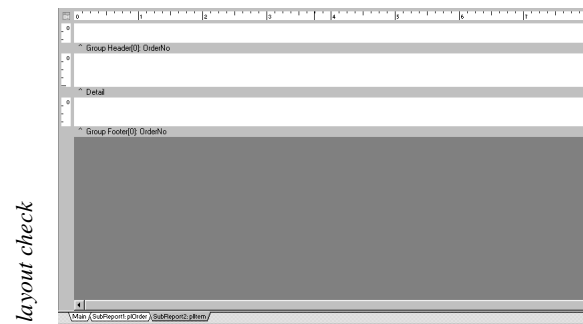 0 1 2 3 4 5 6 7
0
^ Group Header[0]: OrderNo
0
^ Detail
0
^ Group Footer[0]: OrderNo
Main SubReport1: plOrder SubReport2: plItem
layout check